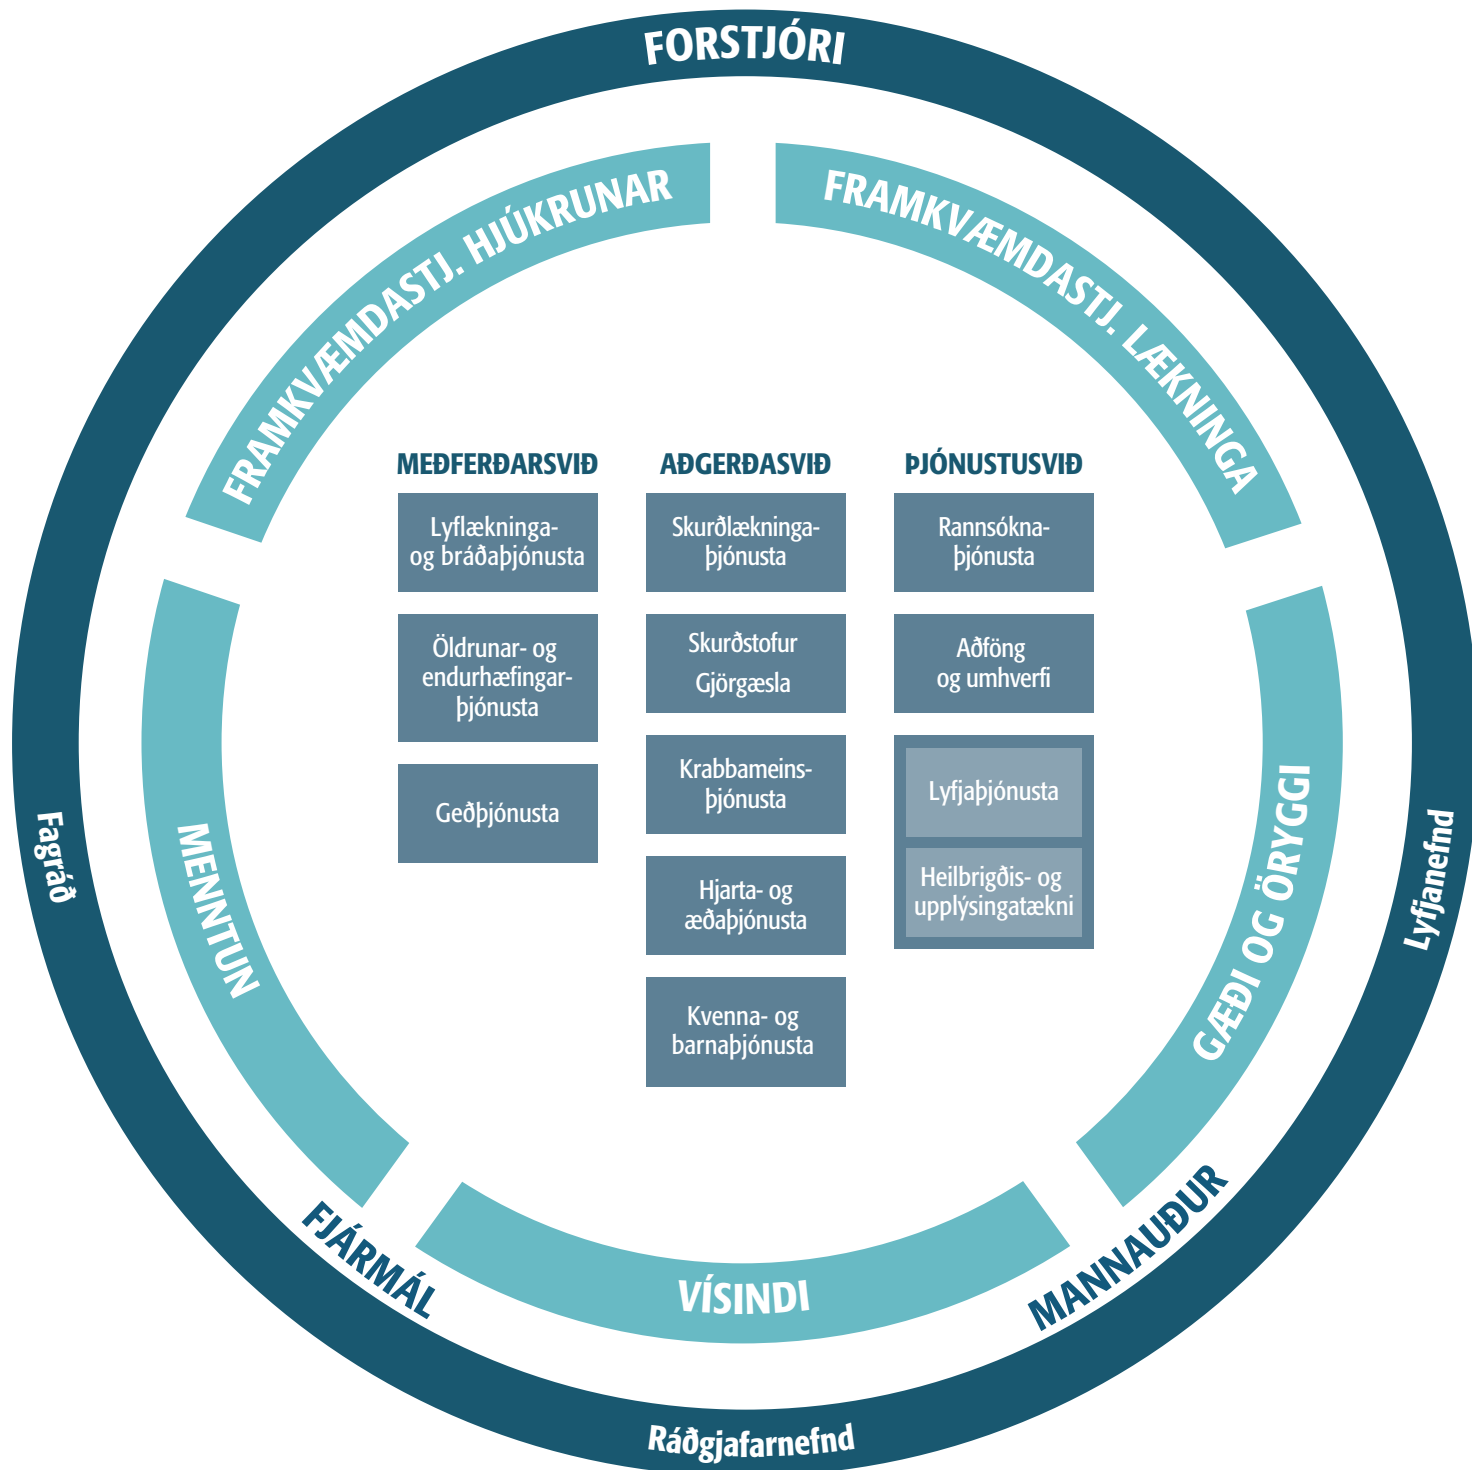 FORSTJÓRI
FRAMKVÆMDASTJ. HJÚKRUNAR
FRAMKVÆMDASTJ. LÆKNINGA
MEÐFERÐARSVIÐ
Lyflækninga-
og bráðaþjónusta
Öldrunar- og
endurhæfingar-
þjónusta
Geðþjónusta
AÐGERÐASVIÐ
Skurðlækninga-
þjónusta
Skurðstofur
Gjörgæsla
Krabbameins-
þjónusta
Hjarta- og
æðaþjónusta
Kvenna- og
barnaþjónusta
ÞJÓNUSTUSVIÐ
Rannsókna-
þjónusta
Aðföng
og umhverfi
Lyfjaþjónusta
Heilbrigðis- og
upplýsingatækni
MENNTUN
GÆÐI OG ÖRYGGI
VÍSINDI
FJÁRMÁL
MANNAUÐUR
Fagráð
Lyfjanefnd
Ráðgjafarnefnd